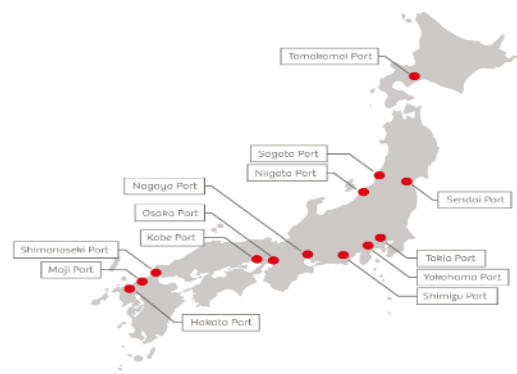 Tomakomai Port
Sagata Port
Niigata Port
Nagoya Port
Sendai Port
Osaka Port
Kobe Port
Shimonoseki Port
Moji Port
Tokio Port
Yokohama Port
Shimizu Port
Hakata Port